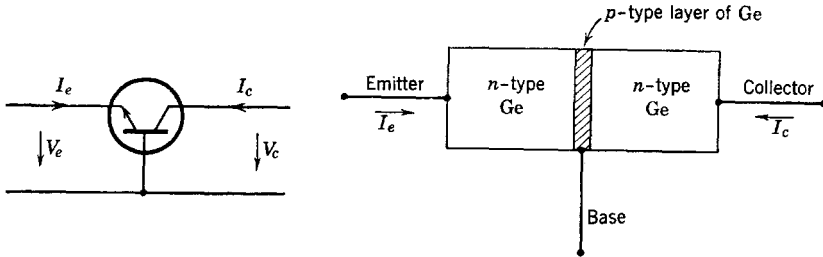 I_e
I_c
V_e
V_c
p-type layer of Ge
Emitter
I_e
n-type
Ge
n-type
Ge
Collector
I_c
Base